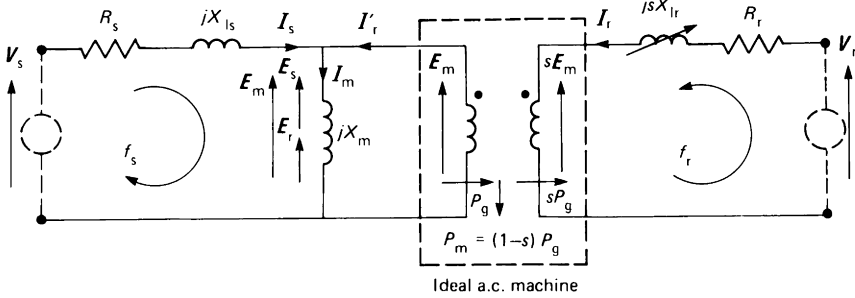 R_s jX_ls I_s I'_r I_r jsX_lr R_r
V_s V_r
E_m E_s I_m E_m sE_m
E_r jX_m
f_s f_r
P_g sP_g
P_m = (1–s) P_g
Ideal a.c. machine